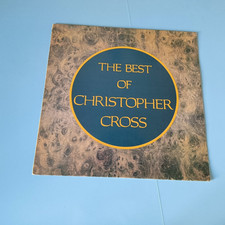 THE BEST
OF
CHRISTOPHER
CROSS